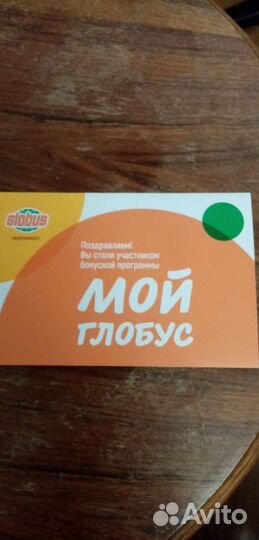 Globus
ГИПЕРМАРКЕТ
Поздравляем!
Вы стали участником
бонусной программы
МОЙ
ГЛОБУС
Avito